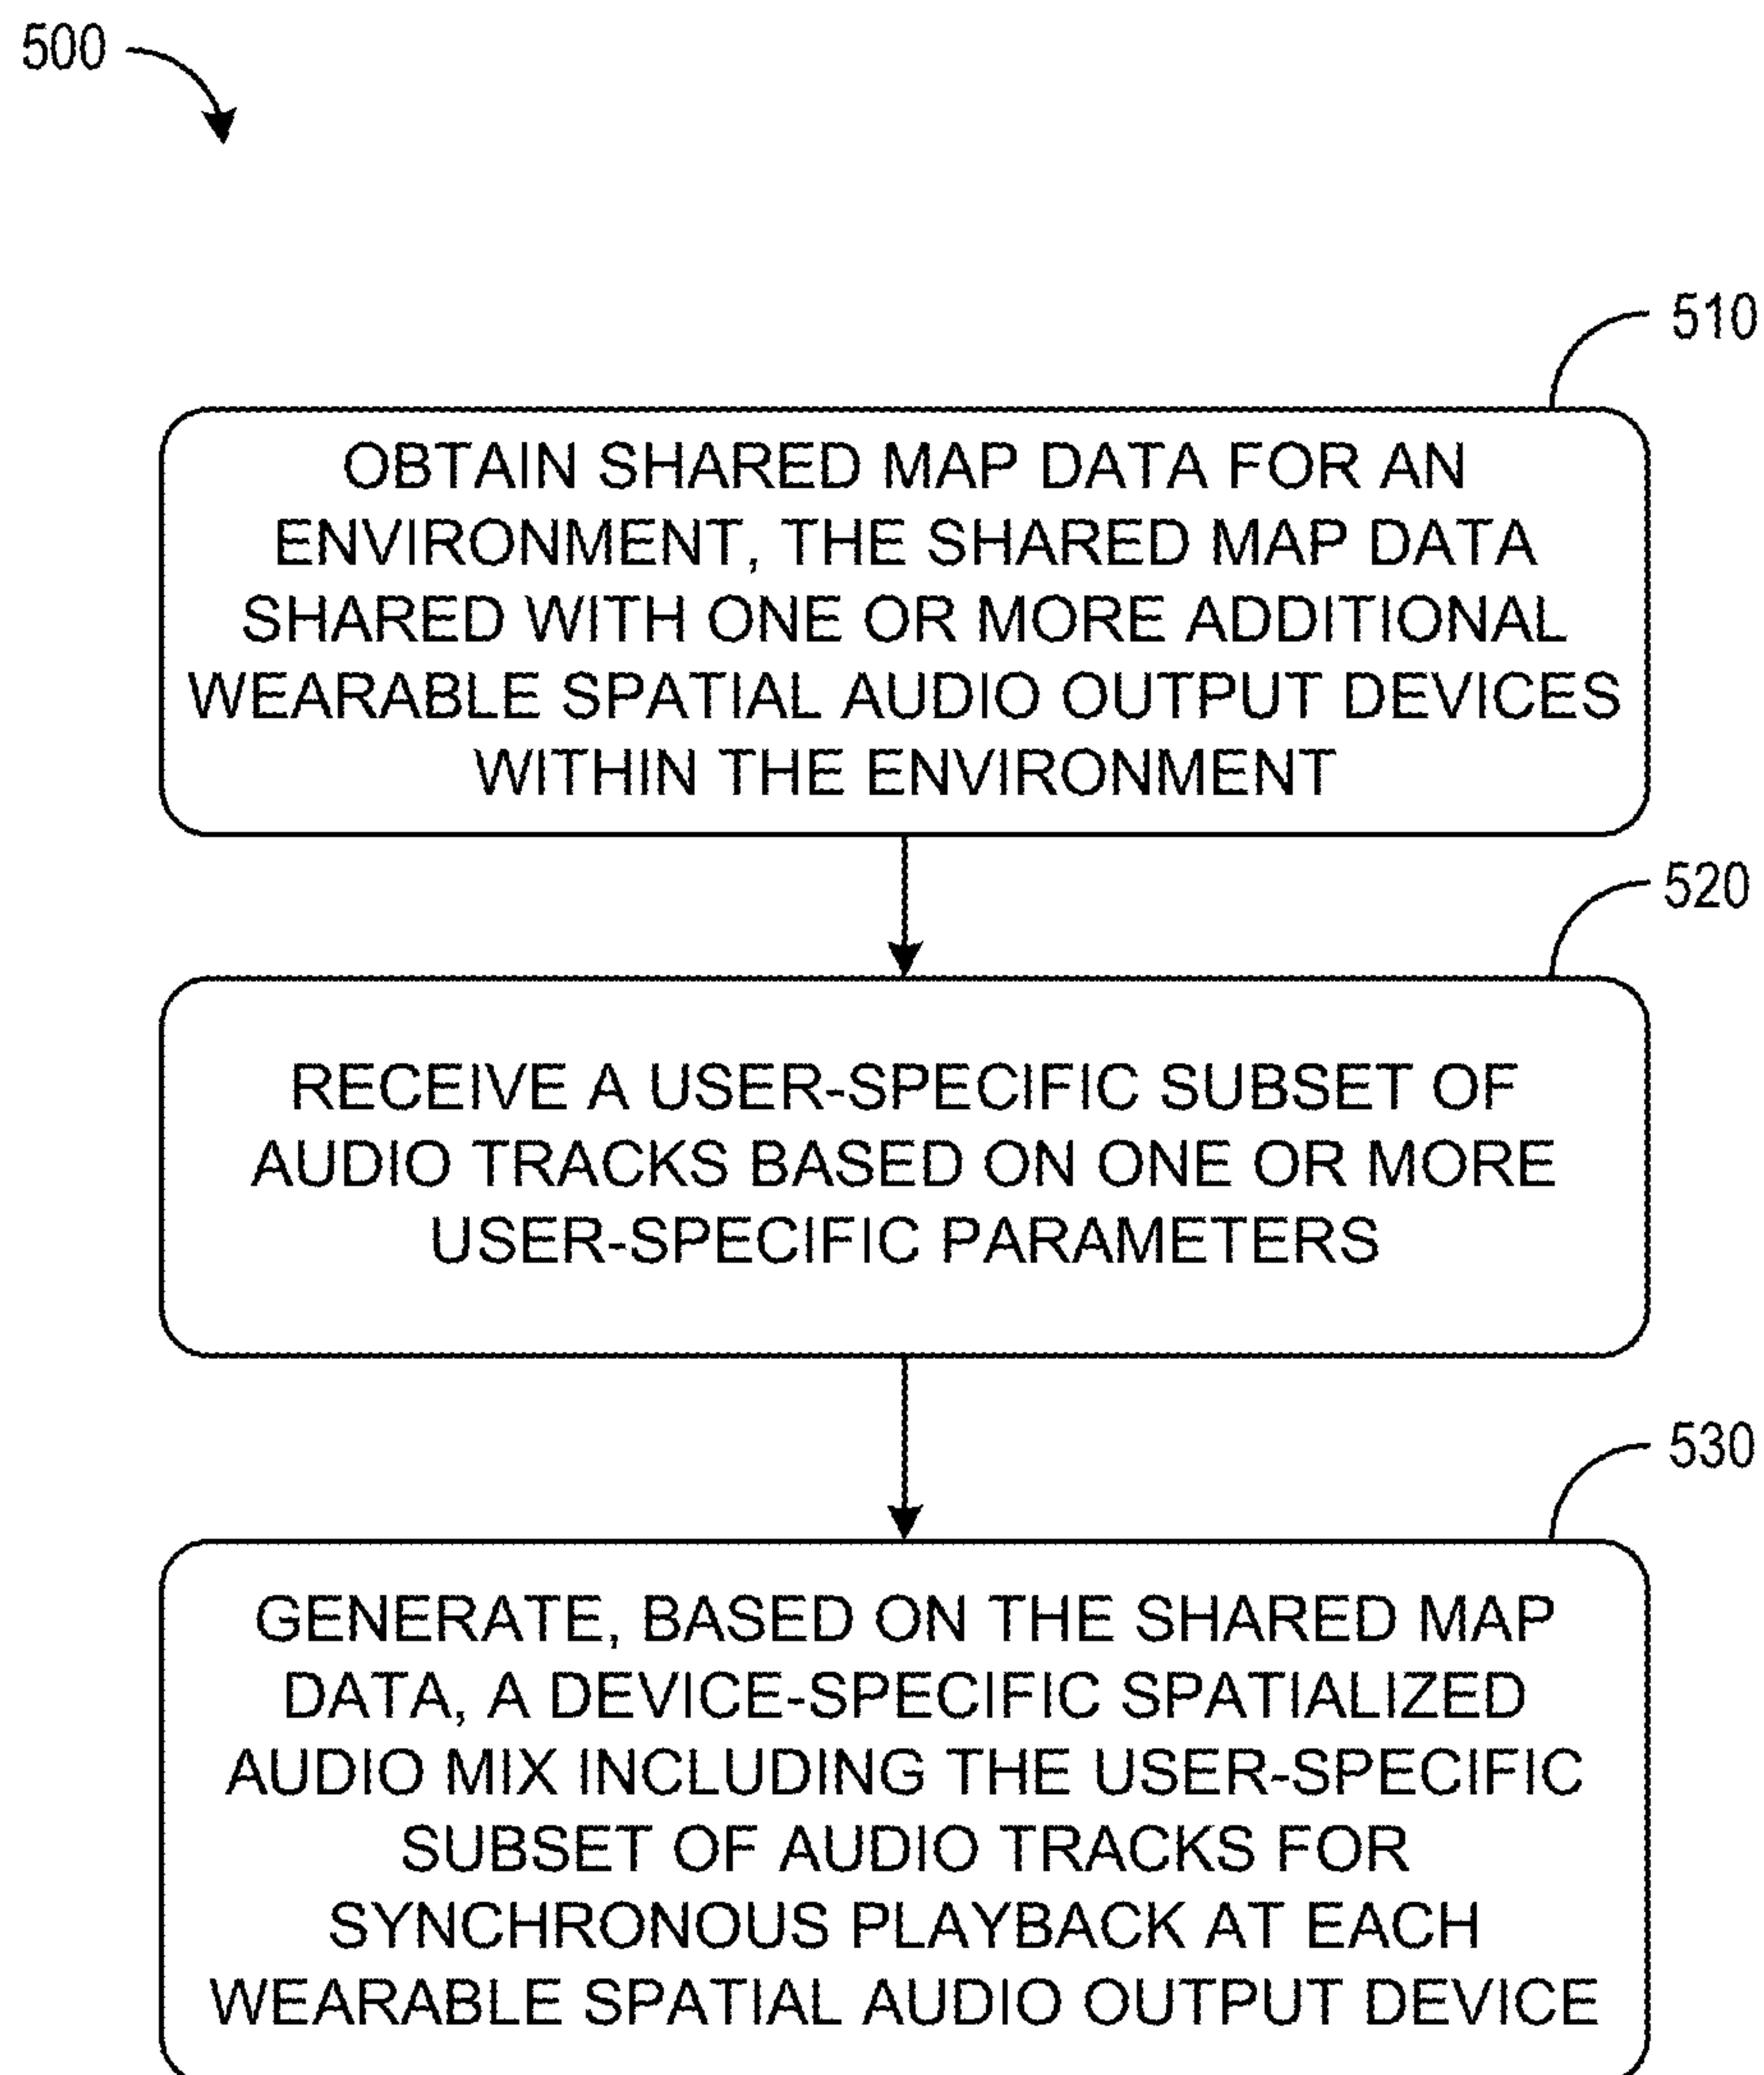 500
510
OBTAIN SHARED MAP DATA FOR AN
ENVIRONMENT, THE SHARED MAP DATA
SHARED WITH ONE OR MORE ADDITIONAL
WEARABLE SPATIAL AUDIO OUTPUT DEVICES
WITHIN THE ENVIRONMENT
520
RECEIVE A USER-SPECIFIC SUBSET OF
AUDIO TRACKS BASED ON ONE OR MORE
USER-SPECIFIC PARAMETERS
530
GENERATE, BASED ON THE SHARED MAP
DATA, A DEVICE-SPECIFIC SPATIALIZED
AUDIO MIX INCLUDING THE USER-SPECIFIC
SUBSET OF AUDIO TRACKS FOR
SYNCHRONOUS PLAYBACK AT EACH
WEARABLE SPATIAL AUDIO OUTPUT DEVICE